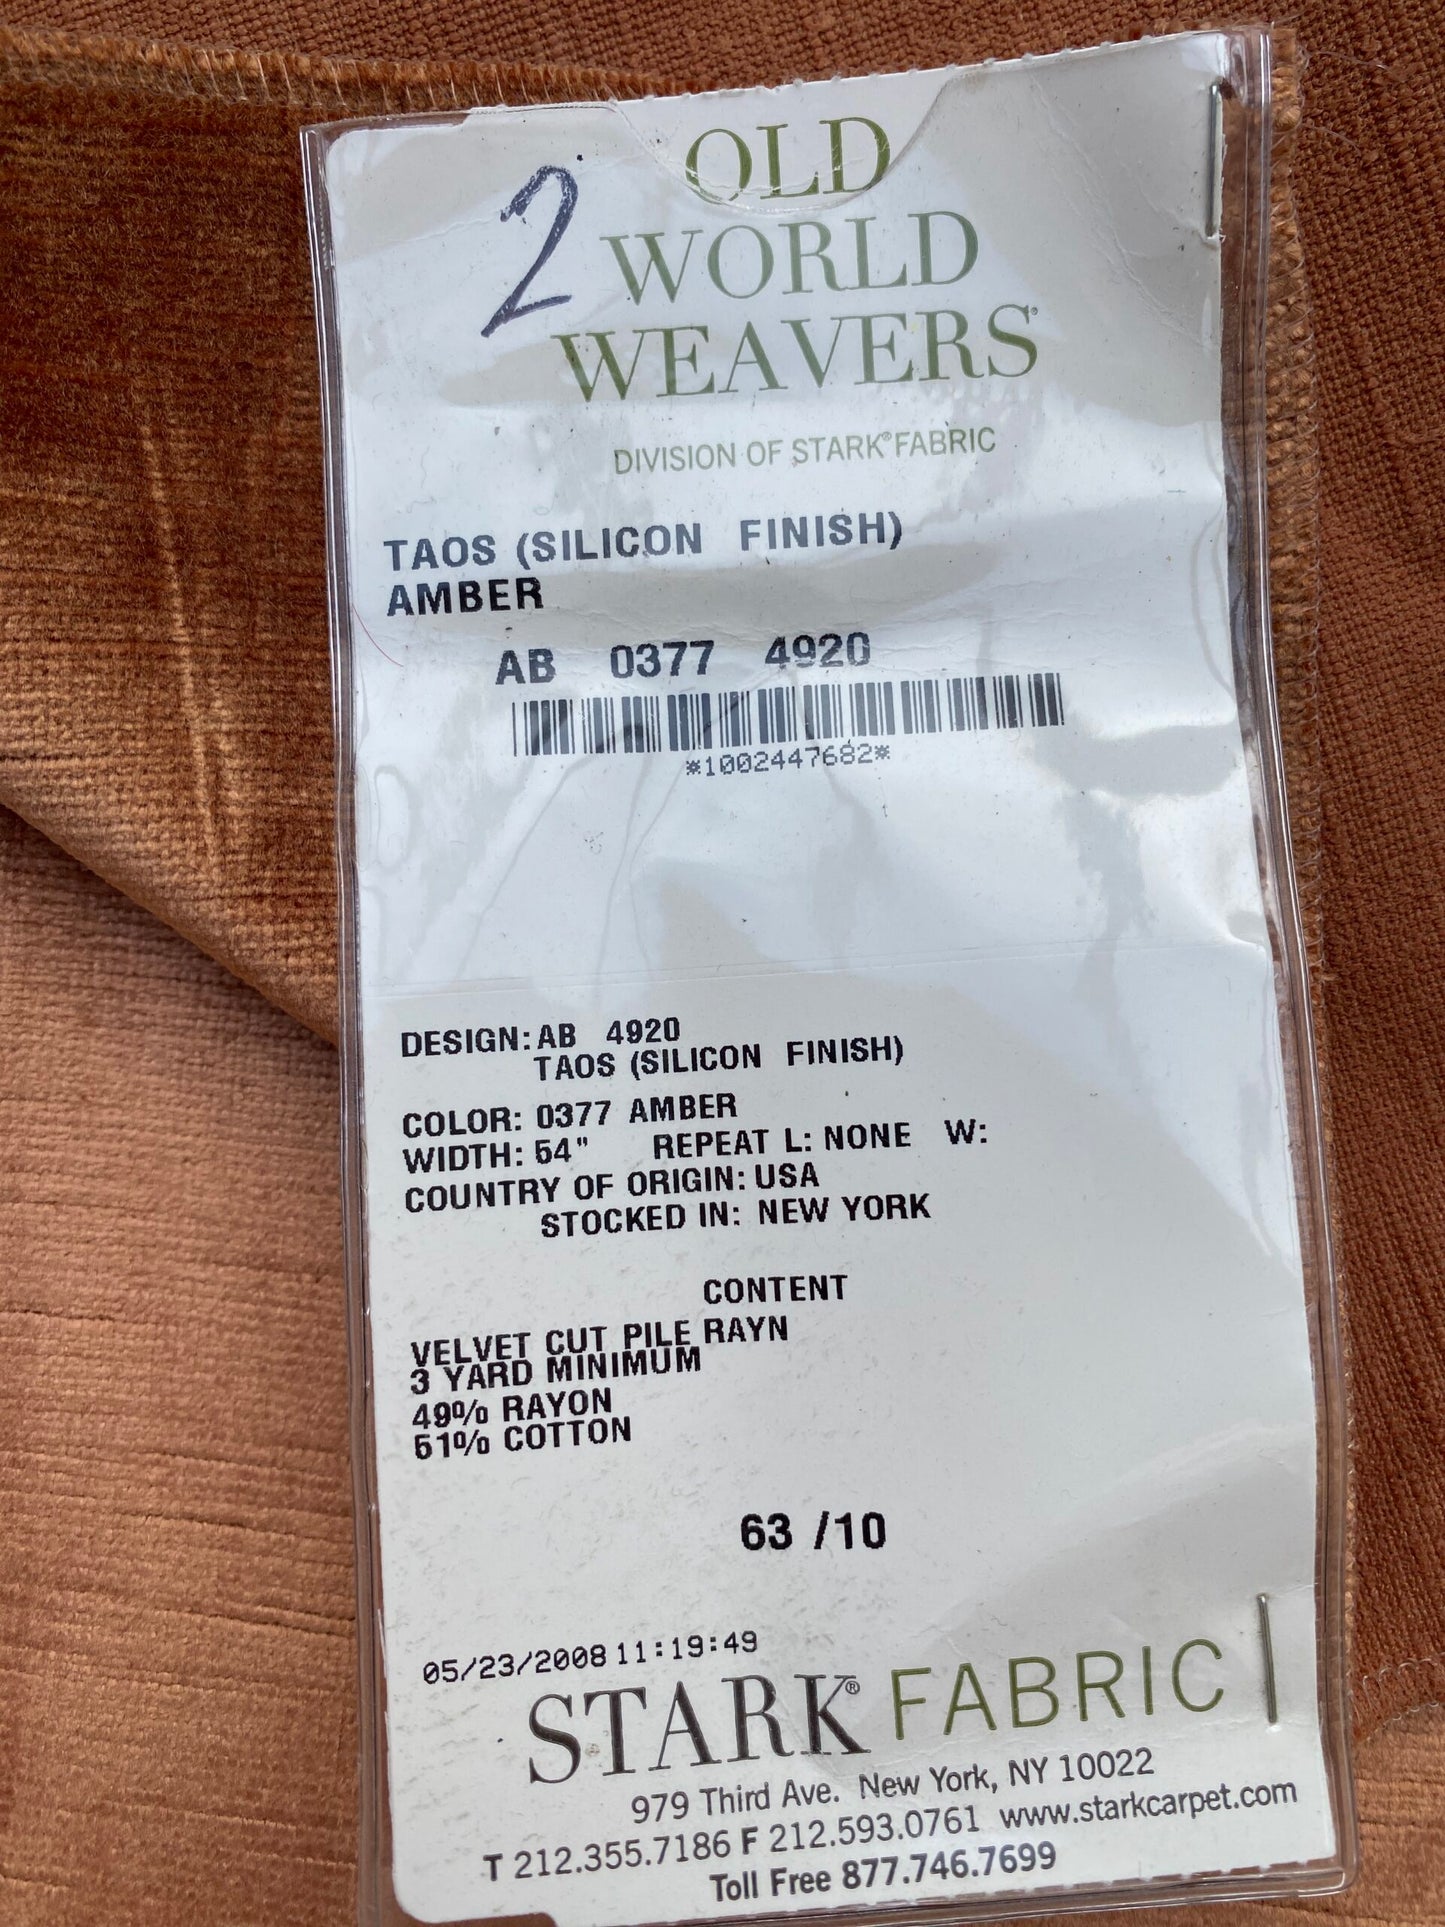 2
OLD
WORLD
WEAVERS®
DIVISION OF STARK® FABRIC
TAOS (SILICON FINISH)
AMBER
AB 0377 4920
*1002447682*
DESIGN: AB 4920
TAOS (SILICON FINISH)
COLOR: 0377 AMBER
WIDTH: 54" REPEAT L: NONE W:
COUNTRY OF ORIGIN: USA
STOCKED IN: NEW YORK
CONTENT
VELVET CUT PILE RAYN
3 YARD MINIMUM
49% RAYON
51% COTTON
63 /10
05/23/2008 11:19:49
STARK® FABRIC
979 Third Ave. New York, NY 10022
T 212.355.7186 F 212.593.0761 www.starkcarpet.com
Toll Free 877.746.7699